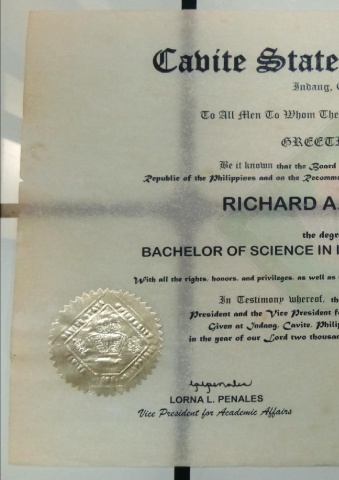 Cavite State
Indang,
To All Men To Whom The
GREETI
Be it known that the Board
Republic of the Philippines and on the Recomme
RICHARD A.
the degre
BACHELOR OF SCIENCE IN
With all the rights, honors, and privileges, as well as
In Testimony whereof, th
President and the Vice President f
Given at Indang, Cavite, Philip
in the year of our Lord two thousan
LORNA L. PENALES
Vice President for Academic Affairs